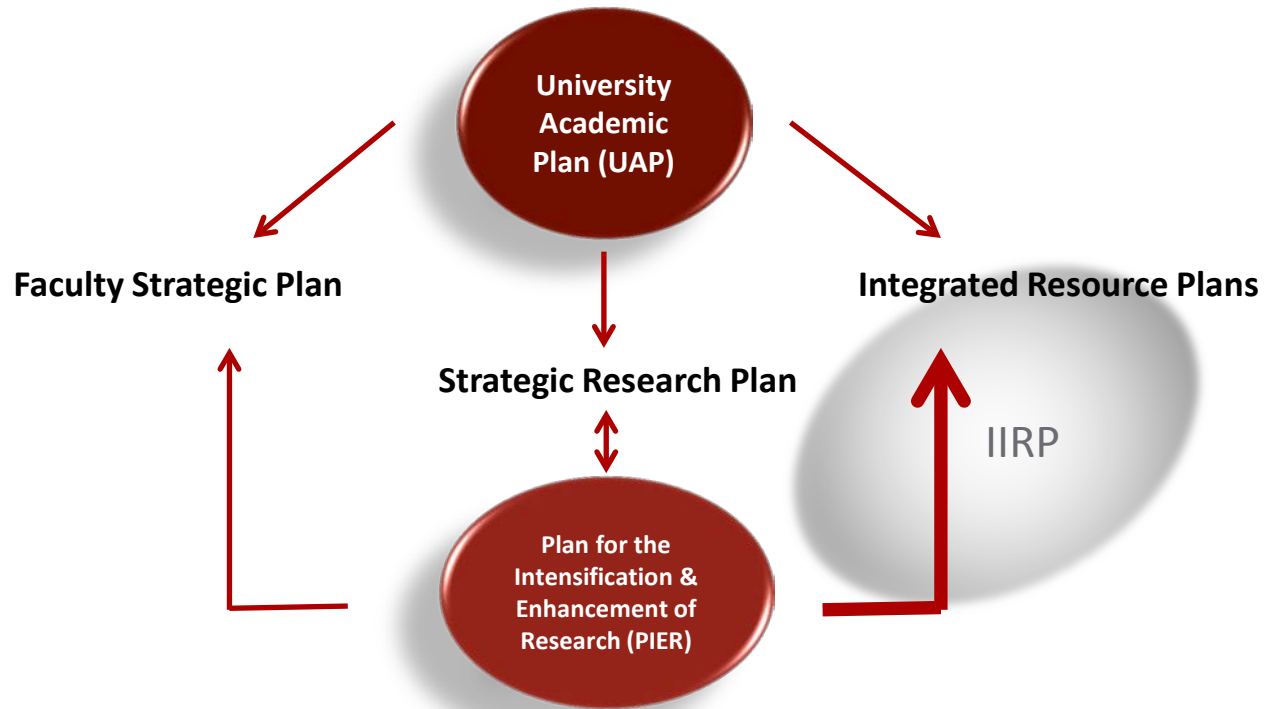 University
Academic
Plan (UAP)
Faculty Strategic Plan
Integrated Resource Plans
Strategic Research Plan
IIRP
Plan for the
Intensification &
Enhancement of
Research (PIER)